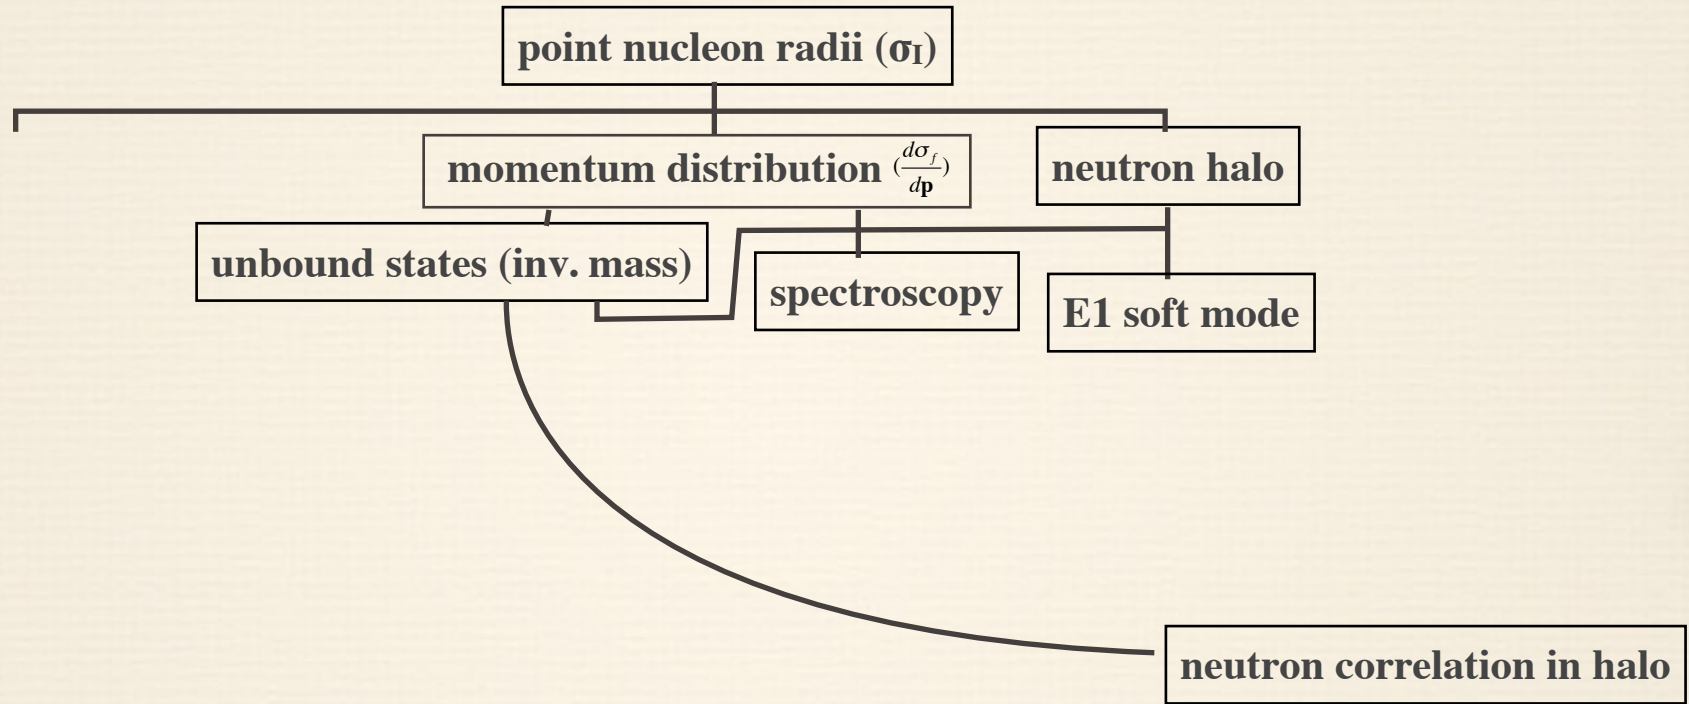 point nucleon radii (σI)
momentum distribution (dσf/dp)
neutron halo
unbound states (inv. mass)
spectroscopy
E1 soft mode
neutron correlation in halo